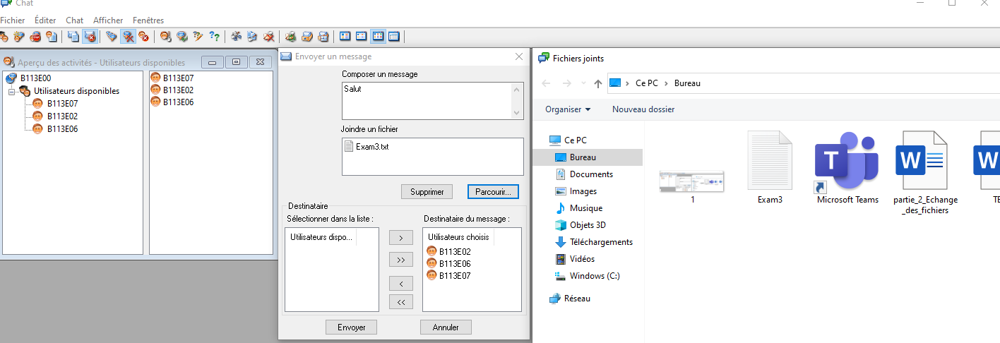 Chat
Fichier Éditer Chat Afficher Fenêtres
Aperçu des activités - Utilisateurs disponibles
B113E00
Utilisateurs disponibles
B113E07
B113E02
B113E06
B113E07
B113E02
B113E06
Envoyer un message
Composer un message
Salut
Joindre un fichier
Exam3.txt
Supprimer Parcourir...
Destinataire
Sélectionner dans la liste :
Utilisateurs dispo...
>
>>
<
<<
Destinataire du message :
Utilisateurs choisis
B113E02
B113E06
B113E07
Envoyer Annuler
Fichiers joints
Ce PC > Bureau
Organiser Nouveau dossier
Ce PC
Bureau
Documents
Images
Musique
Objets 3D
Téléchargements
Vidéos
Windows (C:)
Réseau
1
Exam3
Microsoft Teams
partie_2_Echange
_des_fichiers
TE